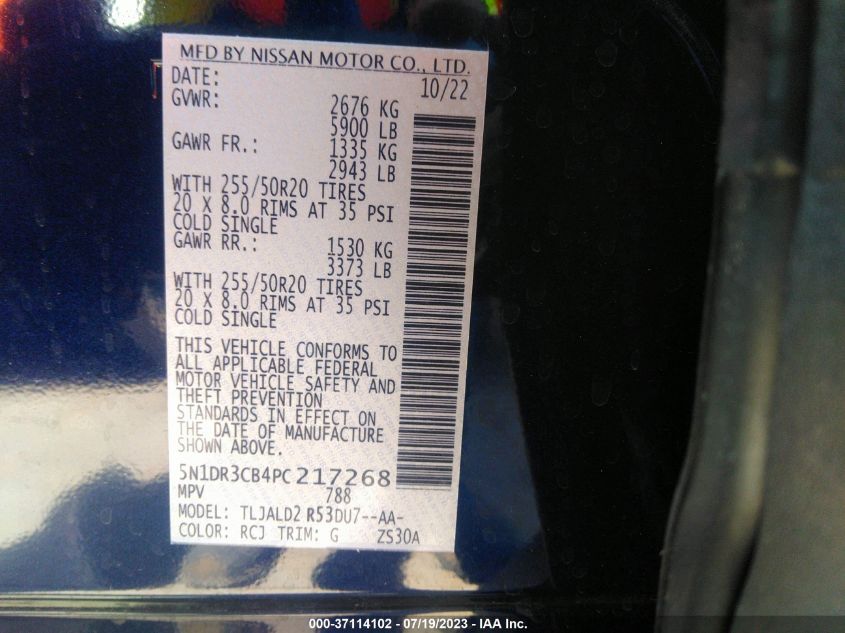 MFD BY NISSAN MOTOR CO., LTD.
DATE: 10/22
GVWR: 2676 KG
5900 LB
GAWR FR.: 1335 KG
2943 LB
WITH 255/50R20 TIRES
20 X 8.0 RIMS AT 35 PSI
COLD SINGLE
GAWR RR.: 1530 KG
3373 LB
WITH 255/50R20 TIRES
20 X 8.0 RIMS AT 35 PSI
COLD SINGLE
THIS VEHICLE CONFORMS TO
ALL APPLICABLE FEDERAL
MOTOR VEHICLE SAFETY AND
THEFT PREVENTION
STANDARDS IN EFFECT ON
THE DATE OF MANUFACTURE
SHOWN ABOVE.
5N1DR3CB4PC217268
MPV 788
MODEL: TLJALD2 R53DU7--AA-
COLOR: RCJ TRIM: G ZS30A
000-37114102 - 07/19/2023 - IAA Inc.